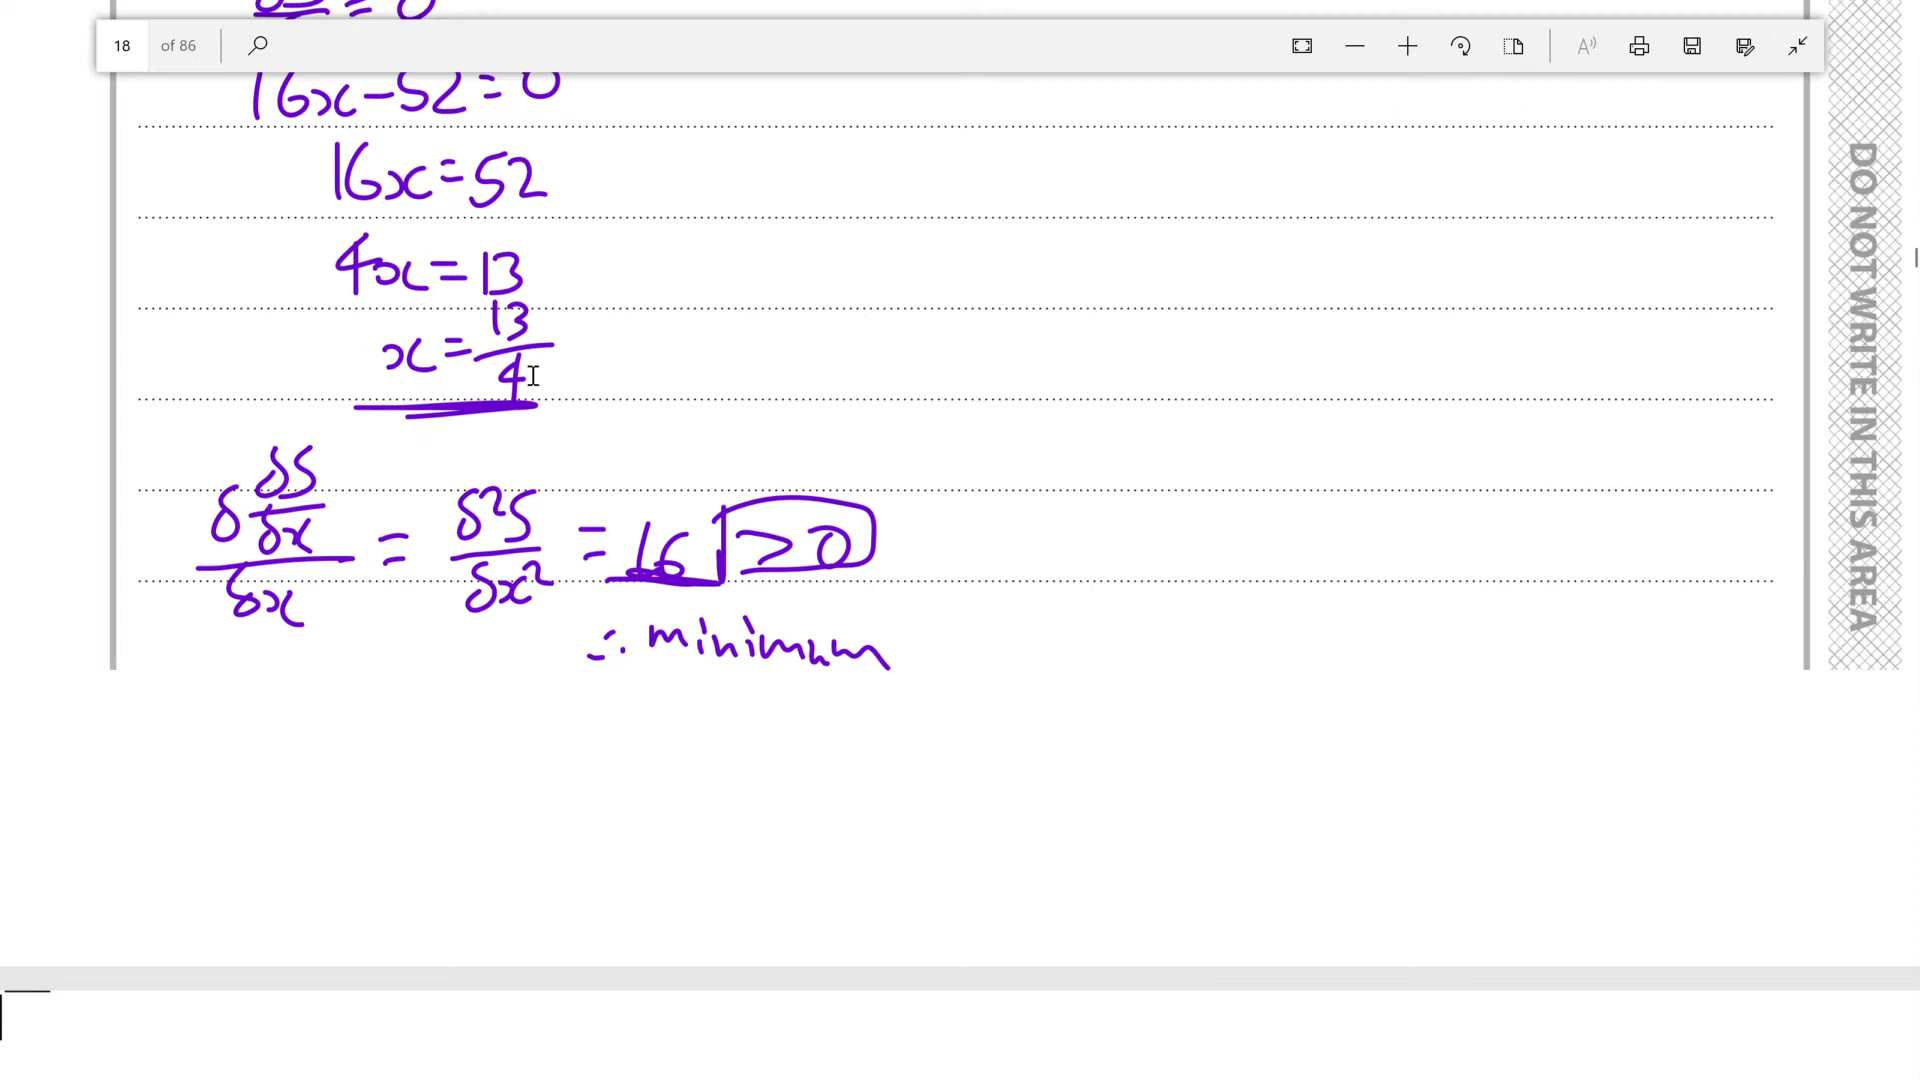 18 of 86
16x-52=0
16x=52
4x=13
x=13/4
δ δS/δx / δx = δ²S/δx² = 16 >0
∴ minimum
DO NOT WRITE IN THIS AREA